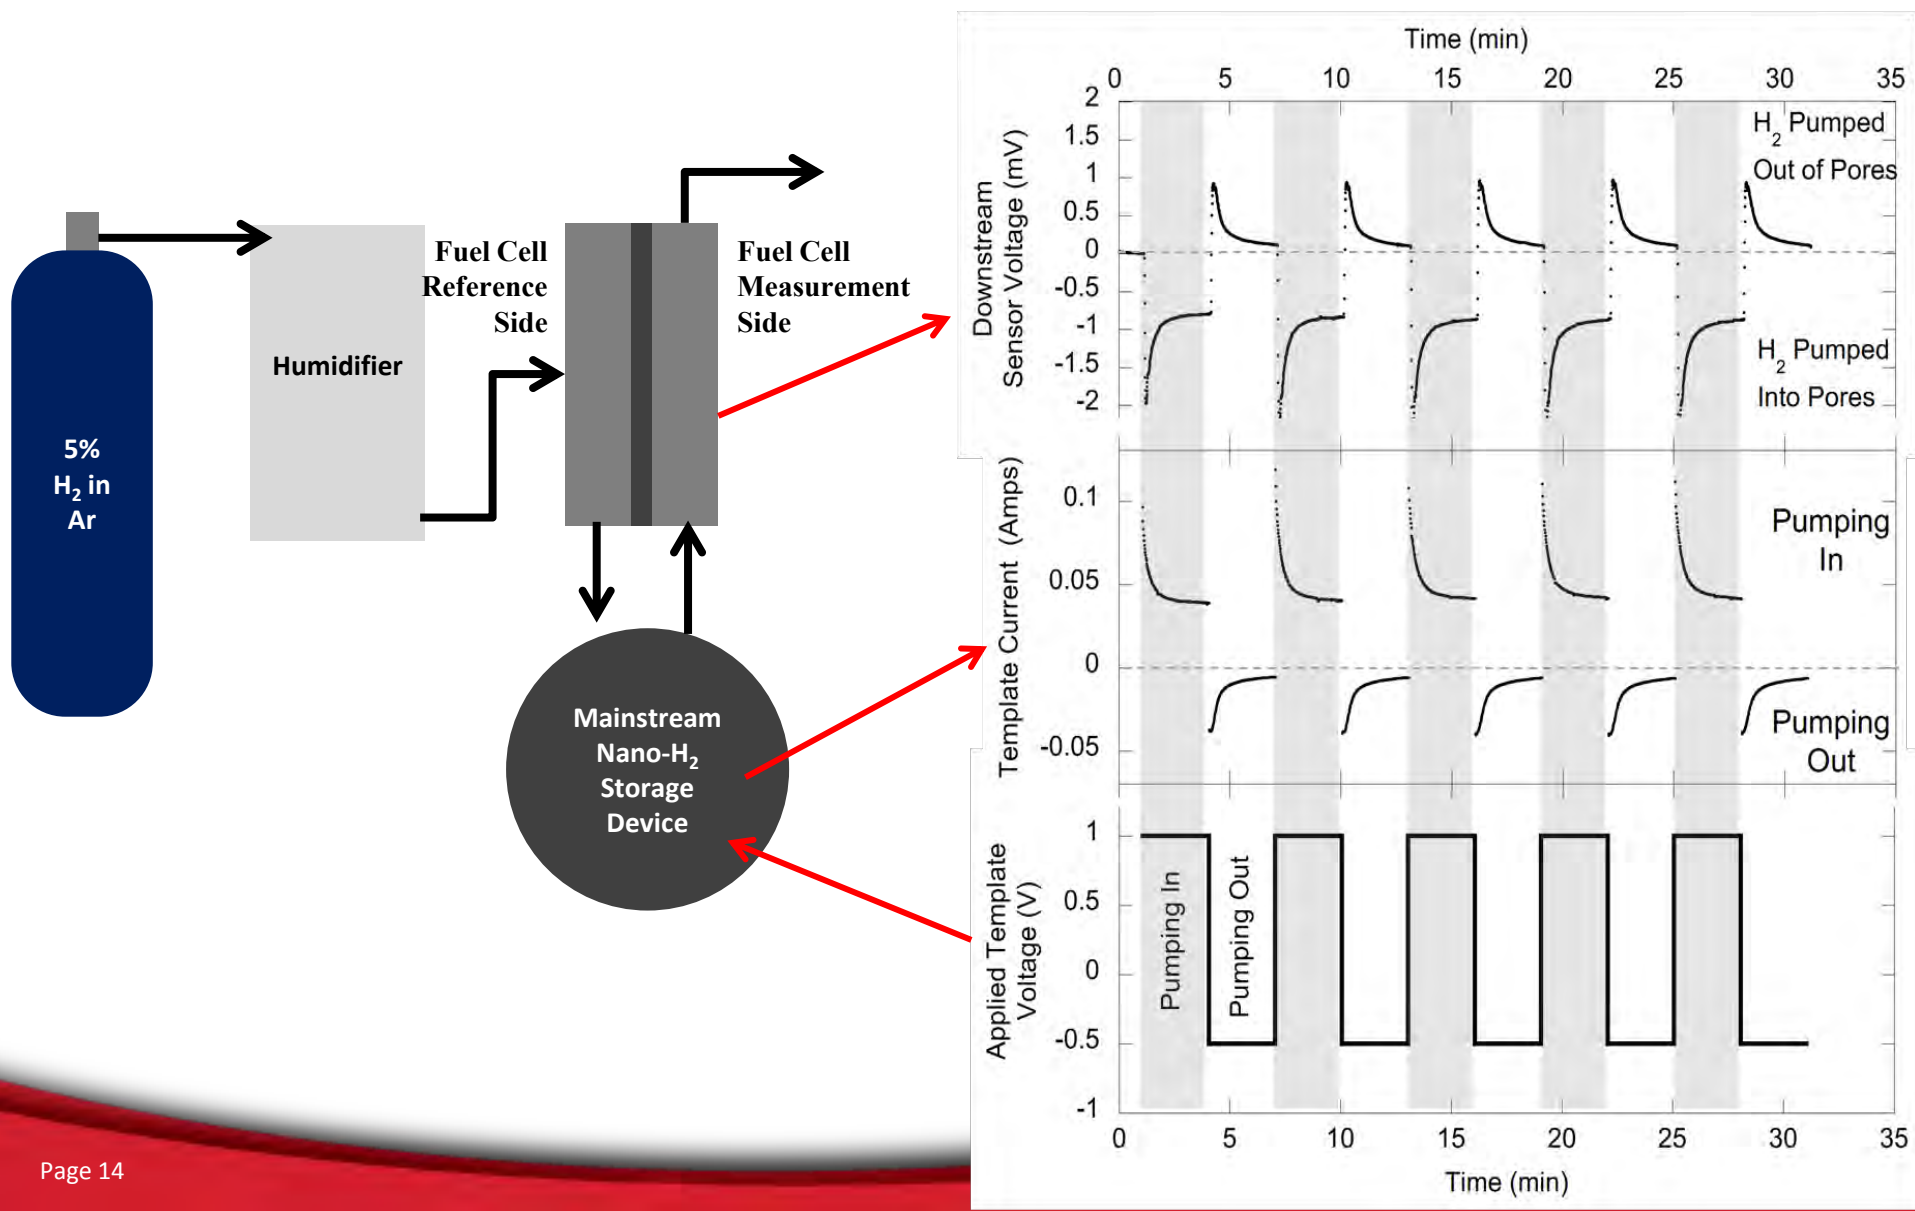 5%
H2 in
Ar
Humidifier
Fuel Cell
Reference
Side
Fuel Cell
Measurement
Side
Mainstream
Nano-H2
Storage
Device
Time (min)
0 5 10 15 20 25 30 35
Downstream
Sensor Voltage (mV)
2
1.5
1
0.5
0
-0.5
-1
-1.5
-2
H2 Pumped
Out of Pores
H2 Pumped
Into Pores
Template Current (Amps)
0.1
0.05
0
-0.05
Pumping
In
Pumping
Out
Applied Template
Voltage (V)
1
0.5
0
-0.5
-1
Pumping In
Pumping Out
0 5 10 15 20 25 30 35
Time (min)
Page 14